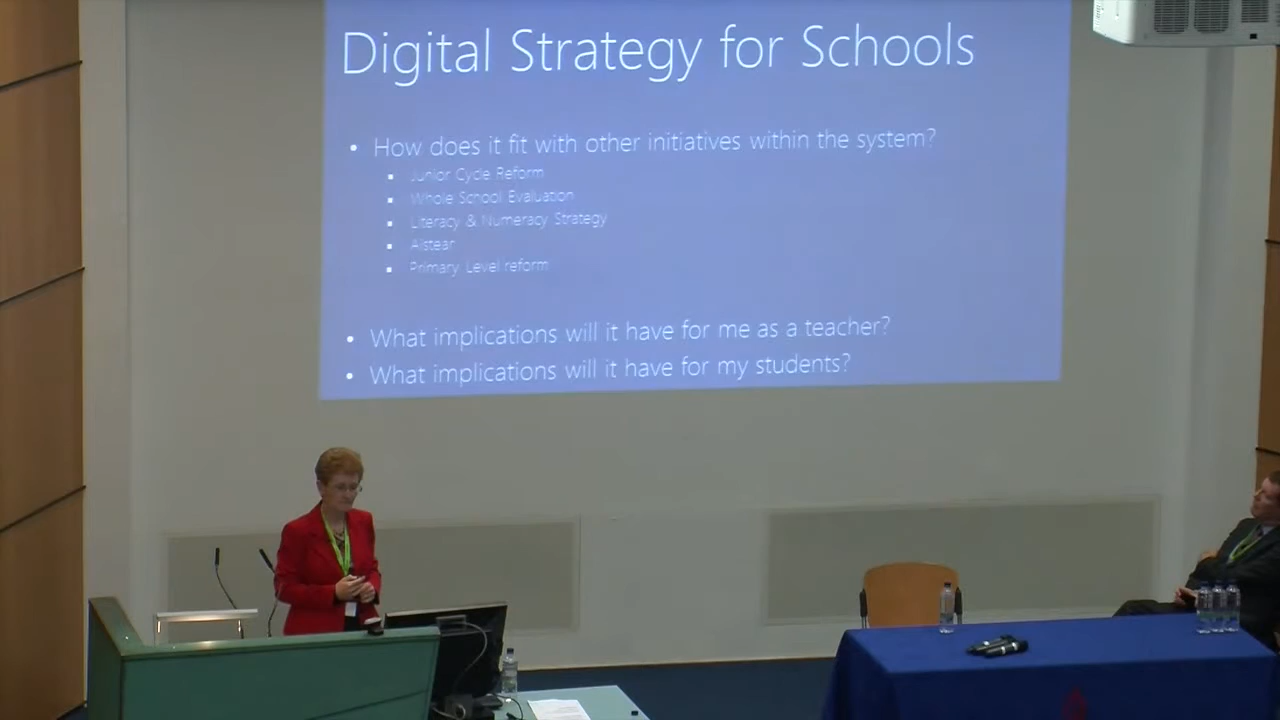 Digital Strategy for Schools
• How does it fit with other initiatives within the system?
▪ Junior Cycle Reform
▪ Whole School Evaluation
▪ Literacy & Numeracy Strategy
▪ Aistear
▪ Primary Level reform
• What implications will it have for me as a teacher?
• What implications will it have for my students?